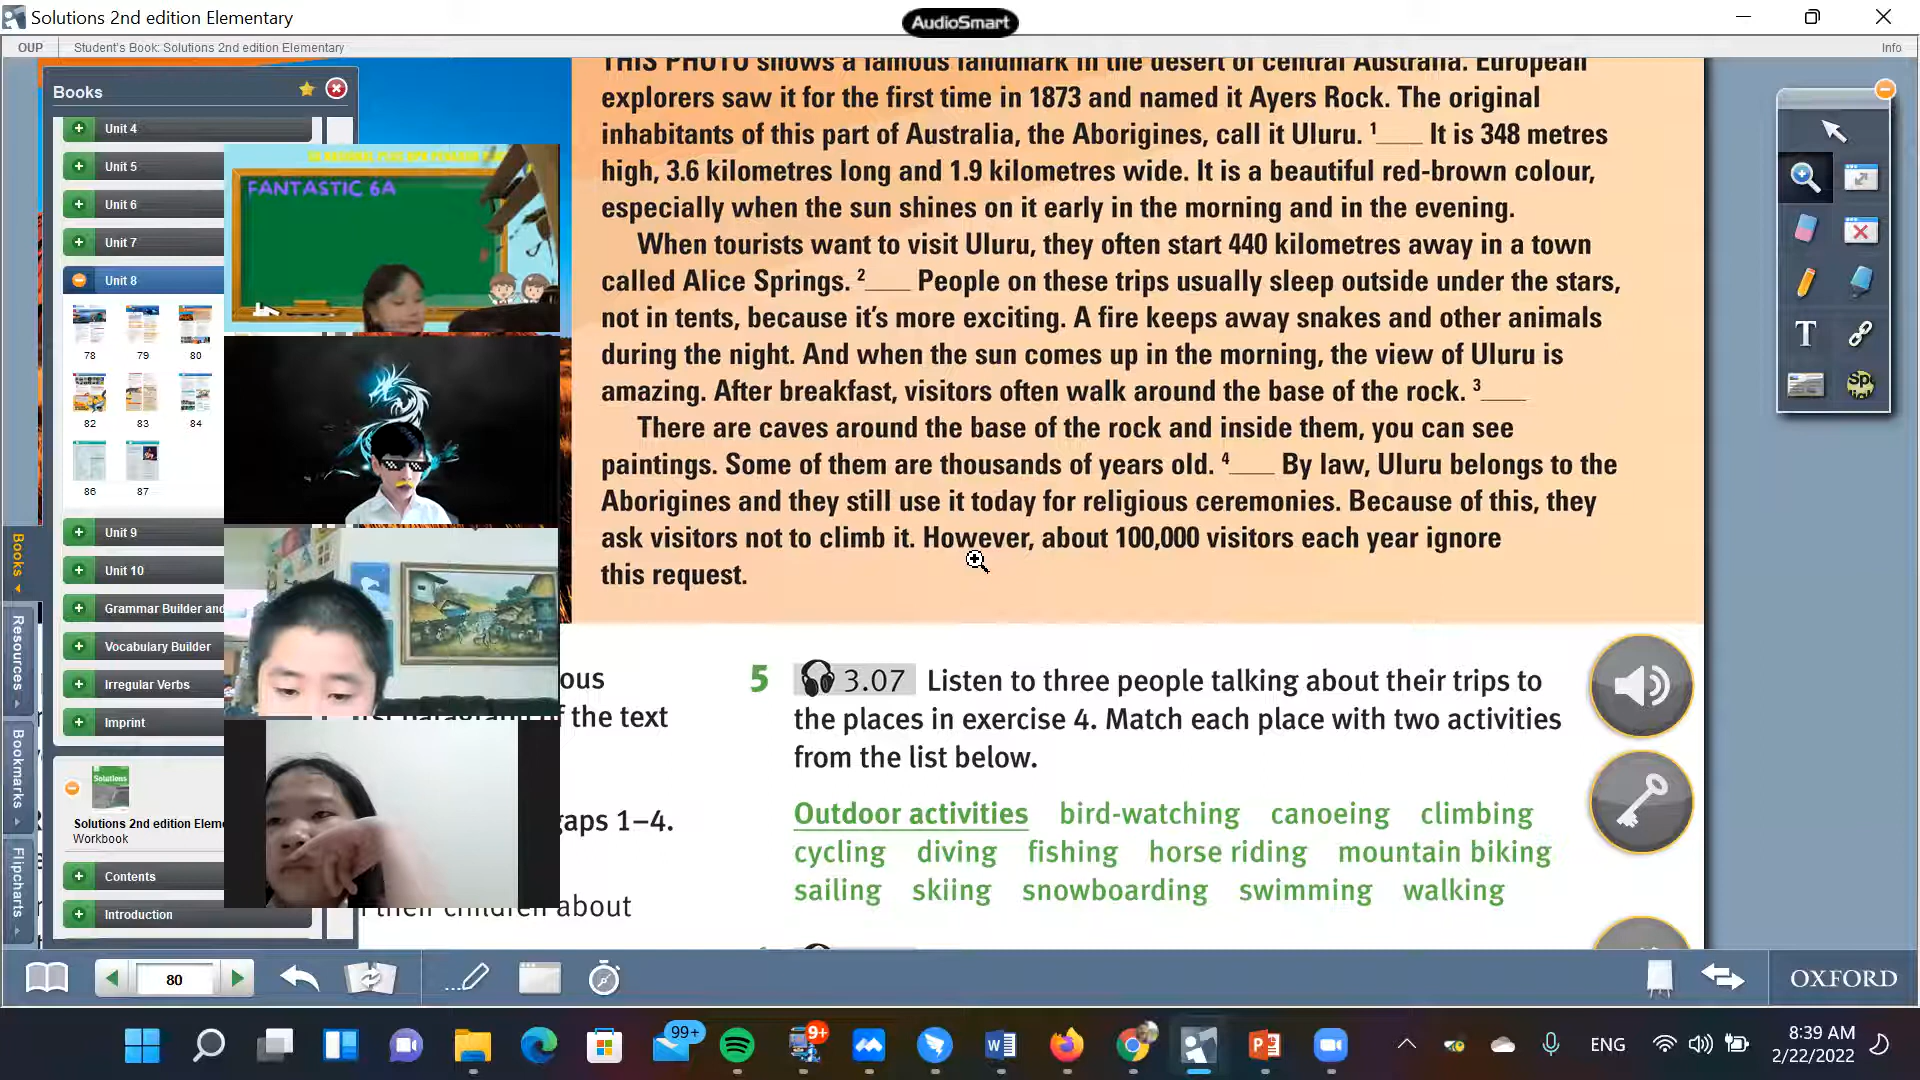 Solutions 2nd edition Elementary
AudioSmart
OUP
Student's Book: Solutions 2nd edition Elementary
Info
Books
Unit 4
Unit 5
Unit 6
Unit 7
Unit 8
78 79 80
82 83 84
86 87
Unit 9
Unit 10
Grammar Builder and
Vocabulary Builder
Irregular Verbs
Imprint
Solutions
Solutions 2nd edition Eleme
Workbook
Contents
Introduction
Books
Resources
Bookmarks
Flipcharts
FANTASTIC 6A
THIS PHOTO shows a famous landmark in the desert of central Australia. European
explorers saw it for the first time in 1873 and named it Ayers Rock. The original
inhabitants of this part of Australia, the Aborigines, call it Uluru. 1____ It is 348 metres
high, 3.6 kilometres long and 1.9 kilometres wide. It is a beautiful red-brown colour,
especially when the sun shines on it early in the morning and in the evening.
When tourists want to visit Uluru, they often start 440 kilometres away in a town
called Alice Springs. 2____ People on these trips usually sleep outside under the stars,
not in tents, because it's more exciting. A fire keeps away snakes and other animals
during the night. And when the sun comes up in the morning, the view of Uluru is
amazing. After breakfast, visitors often walk around the base of the rock. 3____
There are caves around the base of the rock and inside them, you can see
paintings. Some of them are thousands of years old. 4____ By law, Uluru belongs to the
Aborigines and they still use it today for religious ceremonies. Because of this, they
ask visitors not to climb it. However, about 100,000 visitors each year ignore
this request.
ous
of the text
gaps 1–4.
their children about
5 3.07 Listen to three people talking about their trips to
the places in exercise 4. Match each place with two activities
from the list below.
Outdoor activities bird-watching canoeing climbing
cycling diving fishing horse riding mountain biking
sailing skiing snowboarding swimming walking
T
80
OXFORD
99+
9+
ENG
8:39 AM
2/22/2022